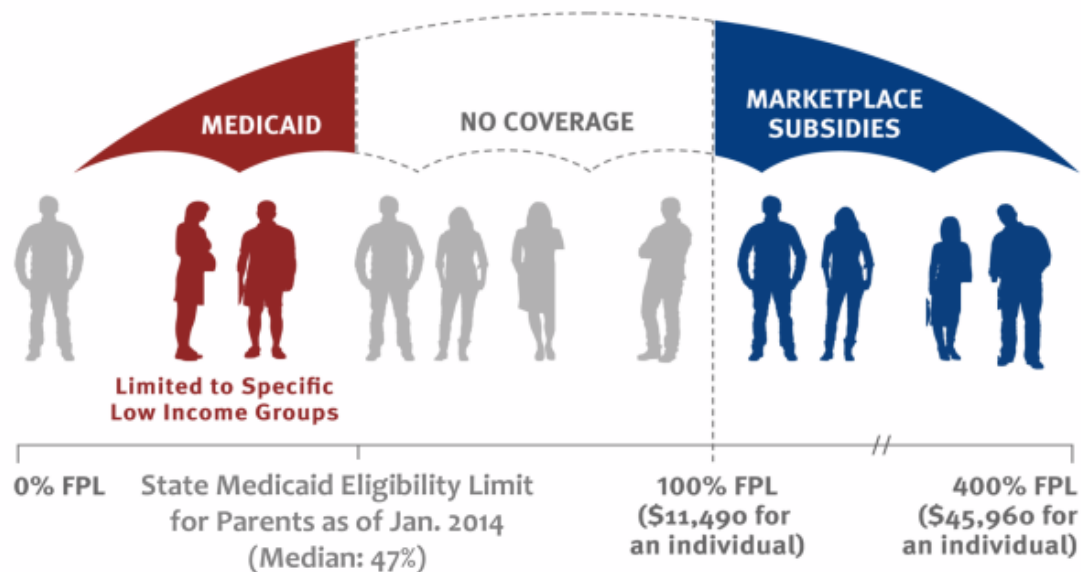 MEDICAID
NO COVERAGE
MARKETPLACE
SUBSIDIES
Limited to Specific
Low Income Groups
0% FPL
State Medicaid Eligibility Limit
for Parents as of Jan. 2014
(Median: 47%)
100% FPL
($11,490 for
an individual)
400% FPL
($45,960 for
an individual)